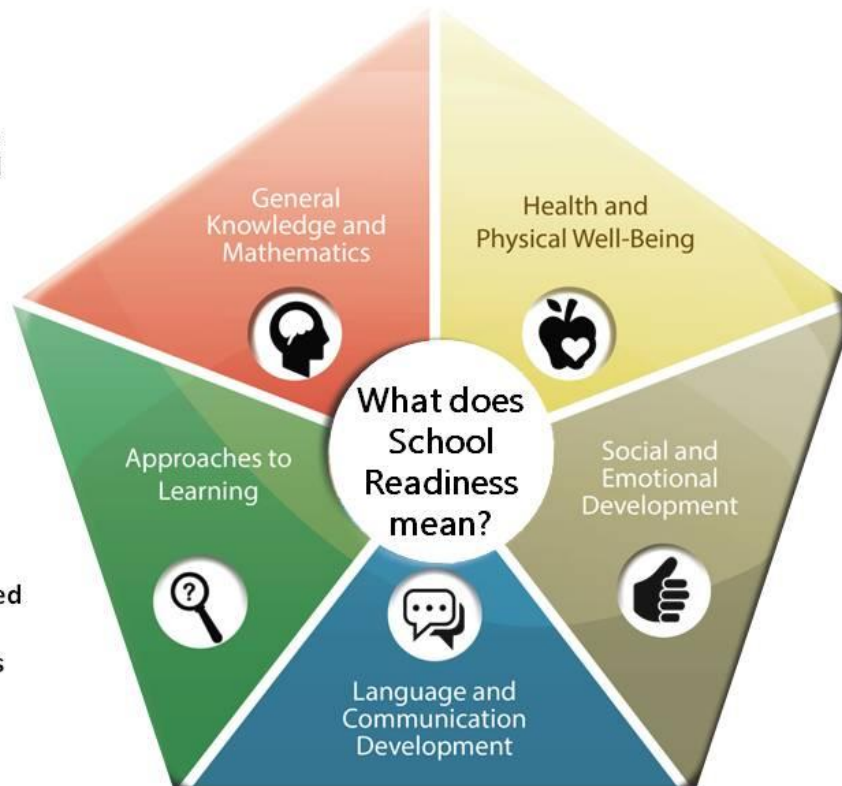 General
Knowledge and
Mathematics
Health and
Physical Well-Being
What does
School
Readiness
mean?
Approaches to
Learning
Social and
Emotional
Development
?
Language and
Communication
Development